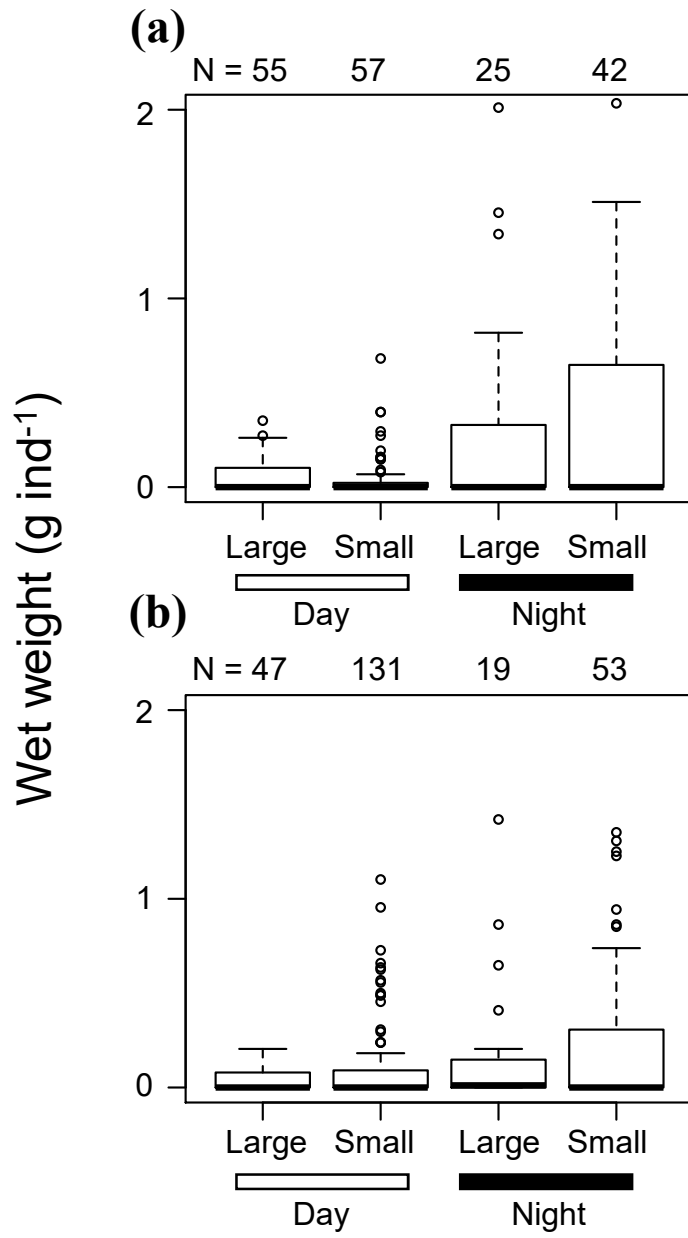 (a)
N = 55 57 25 42
2
1
0
Large Small Large Small
Day Night
(b)
N = 47 131 19 53
2
1
0
Large Small Large Small
Day Night
Wet weight (g ind-1)